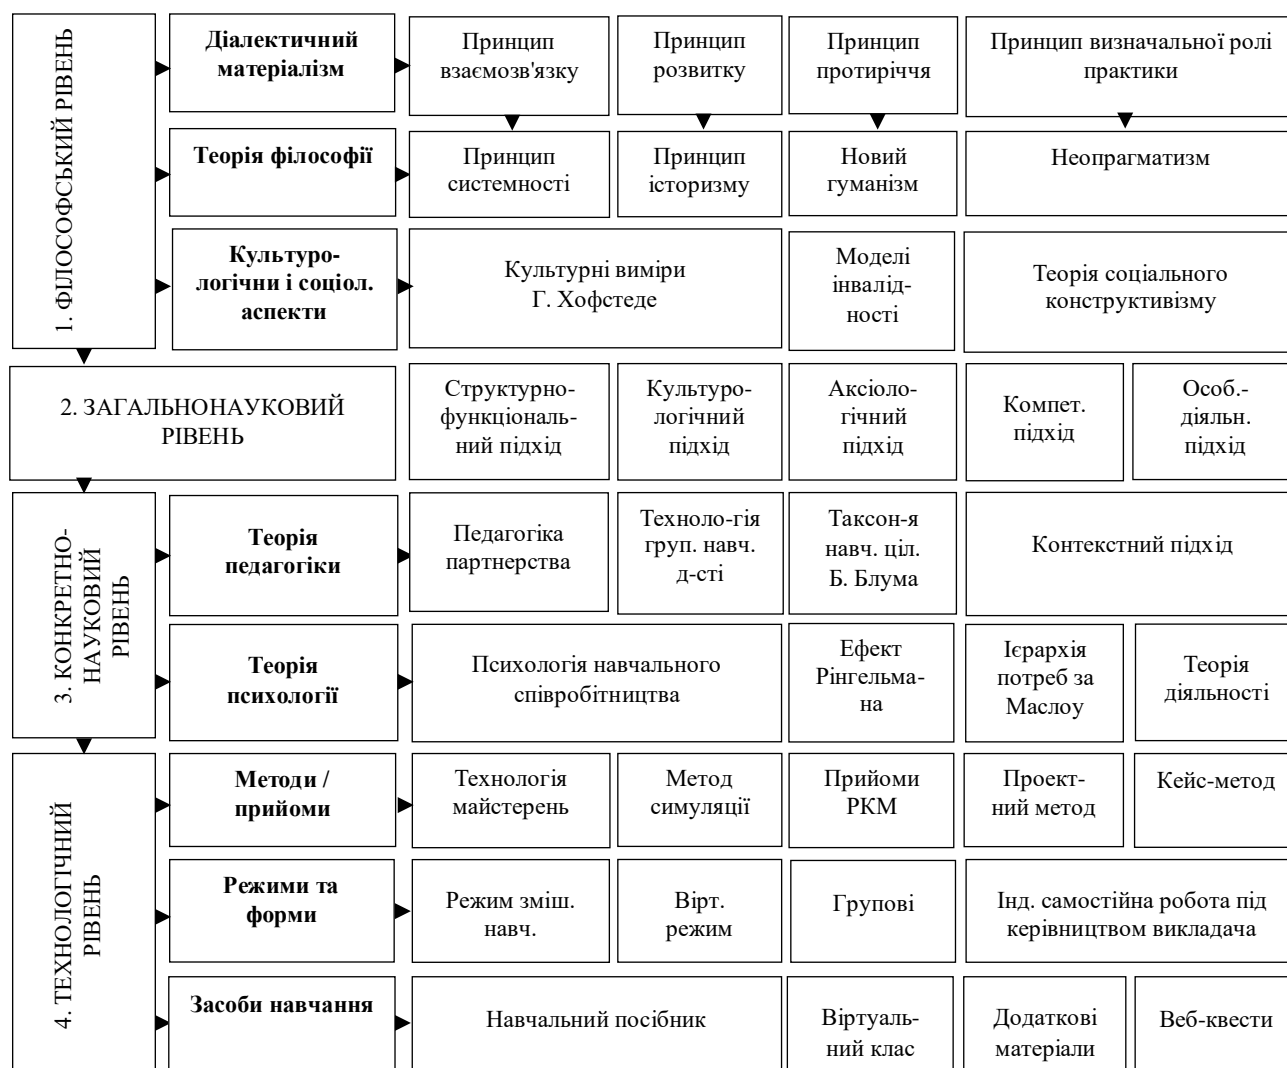 1. ФІЛОСОФСЬКИЙ РІВЕНЬ
Діалектичний
матеріалізм
Принцип
взаємозв'язку
Принцип
розвитку
Принцип
протиріччя
Принцип визначальної ролі
практики
Теорія філософії
Принцип
системності
Принцип
історизму
Новий
гуманізм
Неопрагматизм
Культуро-
логічни і соціол.
аспекти
Культурні виміри
Г. Хофстеде
Моделі
інвалід-
ності
Теорія соціального
конструктивізму
2. ЗАГАЛЬНОНАУКОВИЙ
РІВЕНЬ
Структурно-
функціональ-
ний підхід
Культуро-
логічний
підхід
Аксіоло-
гічний
підхід
Компет.
підхід
Особ.-
діяльн.
підхід
3. КОНКРЕТНО-
НАУКОВИЙ
РІВЕНЬ
Теорія
педагогіки
Педагогіка
партнерства
Техноло-гія
груп. навч.
д-сті
Таксон-я
навч. ціл.
Б. Блума
Контекстний підхід
Теорія
психології
Психологія навчального
співробітництва
Ефект
Рінгельма-
на
Ієрархія
потреб за
Маслоу
Теорія
діяльності
4. ТЕХНОЛОГІЧНИЙ
РІВЕНЬ
Методи /
прийоми
Технологія
майстерень
Метод
симуляції
Прийоми
РКМ
Проект-
ний метод
Кейс-метод
Режими та
форми
Режим зміш.
навч.
Вірт.
режим
Групові
Інд. самостійна робота під
керівництвом викладача
Засоби навчання
Навчальний посібник
Віртуаль-
ний клас
Додаткові
матеріали
Веб-квести